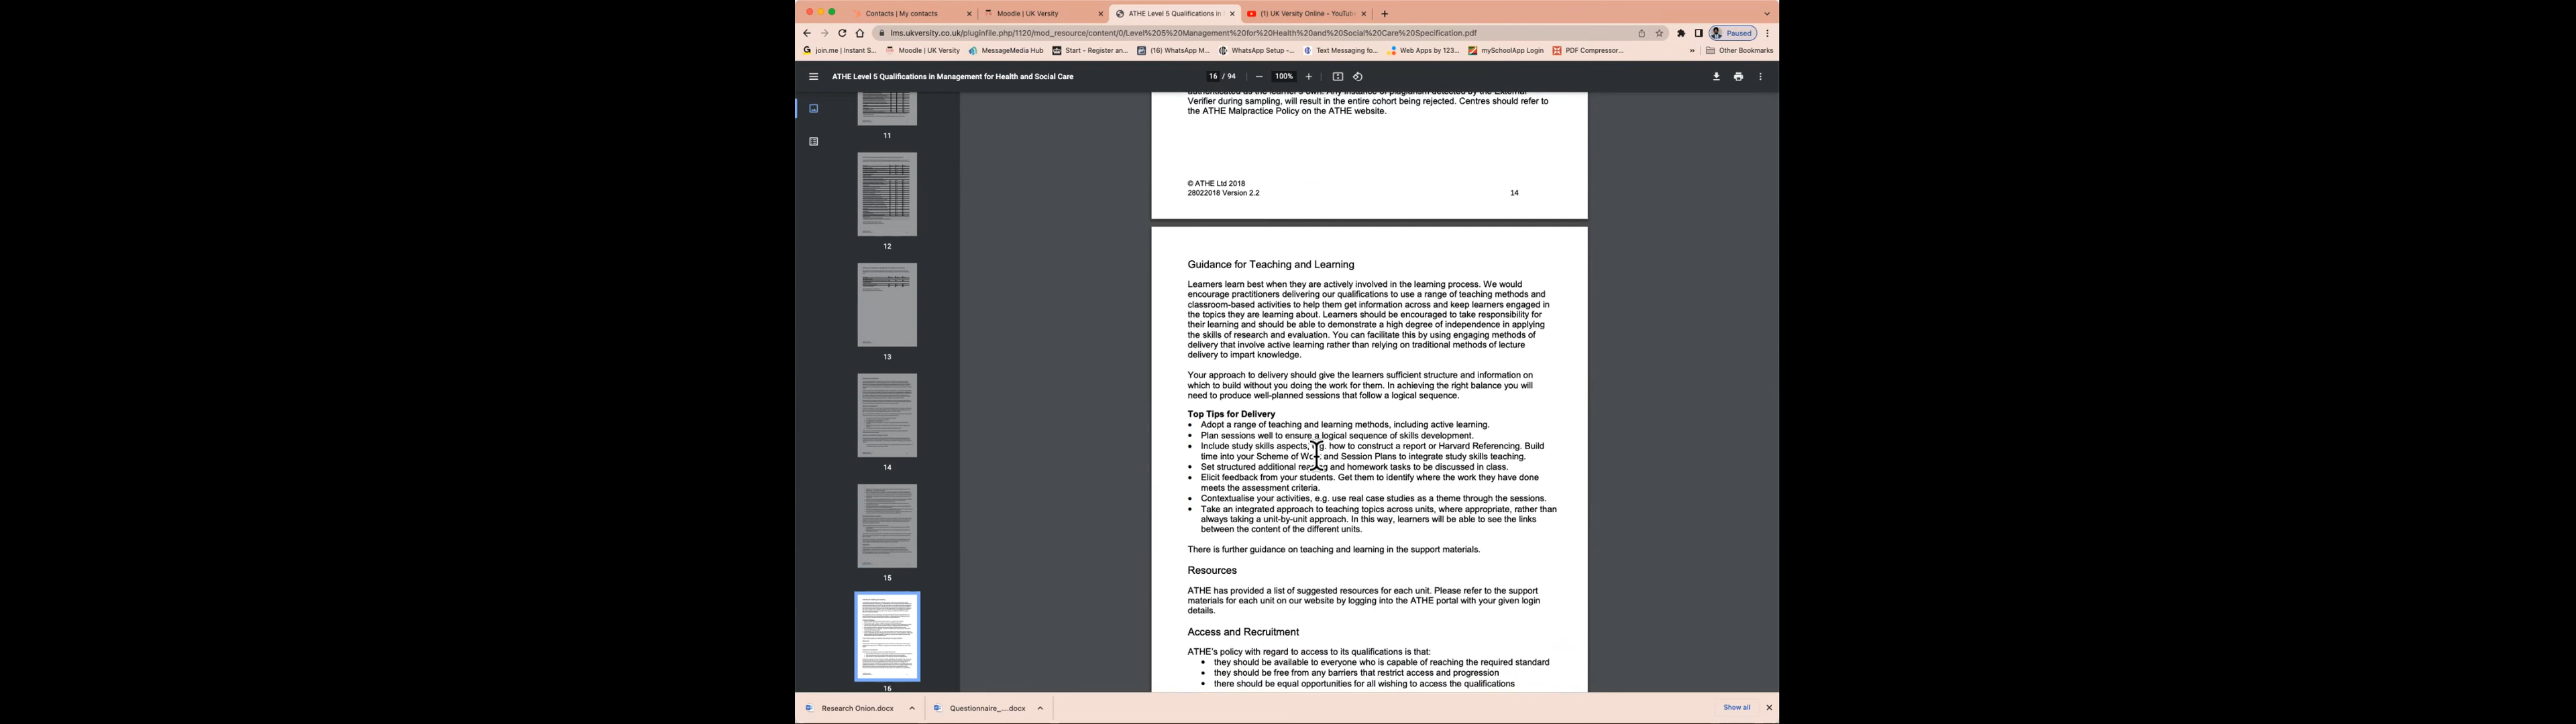 Contacts | My contacts
Moodle | UK Versity
ATHE Level 5 Qualifications in
(1) UK Versity Online - YouTub
lms.ukversity.co.uk/pluginfile.php/1120/mod_resource/content/0/Level%205%20Management%20for%20Health%20and%20Social%20Care%20Specification.pdf
Paused
join.me | Instant S...
Moodle | UK Versity
MessageMedia Hub
Start - Register an...
(16) WhatsApp M...
WhatsApp Setup -...
Text Messaging fo...
Web Apps by 123...
mySchoolApp Login
PDF Compressor...
»
Other Bookmarks
ATHE Level 5 Qualifications in Management for Health and Social Care
16 / 94
100%
11
12
13
14
15
16
authenticated as the learner's own. Any instance of plagiarism detected by the External
Verifier during sampling, will result in the entire cohort being rejected. Centres should refer to
the ATHE Malpractice Policy on the ATHE website.
© ATHE Ltd 2018
28022018 Version 2.2
14
Guidance for Teaching and Learning
Learners learn best when they are actively involved in the learning process. We would
encourage practitioners delivering our qualifications to use a range of teaching methods and
classroom-based activities to help them get information across and keep learners engaged in
the topics they are learning about. Learners should be encouraged to take responsibility for
their learning and should be able to demonstrate a high degree of independence in applying
the skills of research and evaluation. You can facilitate this by using engaging methods of
delivery that involve active learning rather than relying on traditional methods of lecture
delivery to impart knowledge.
Your approach to delivery should give the learners sufficient structure and information on
which to build without you doing the work for them. In achieving the right balance you will
need to produce well-planned sessions that follow a logical sequence.
Top Tips for Delivery
• Adopt a range of teaching and learning methods, including active learning.
• Plan sessions well to ensure a logical sequence of skills development.
• Include study skills aspects, e.g. how to construct a report or Harvard Referencing. Build
time into your Scheme of Work and Session Plans to integrate study skills teaching.
• Set structured additional reading and homework tasks to be discussed in class.
• Elicit feedback from your students. Get them to identify where the work they have done
meets the assessment criteria.
• Contextualise your activities, e.g. use real case studies as a theme through the sessions.
• Take an integrated approach to teaching topics across units, where appropriate, rather than
always taking a unit-by-unit approach. In this way, learners will be able to see the links
between the content of the different units.
There is further guidance on teaching and learning in the support materials.
Resources
ATHE has provided a list of suggested resources for each unit. Please refer to the support
materials for each unit on our website by logging into the ATHE portal with your given login
details.
Access and Recruitment
ATHE's policy with regard to access to its qualifications is that:
• they should be available to everyone who is capable of reaching the required standard
• they should be free from any barriers that restrict access and progression
• there should be equal opportunities for all wishing to access the qualifications
Research Onion.docx
Questionnaire_....docx
Show all